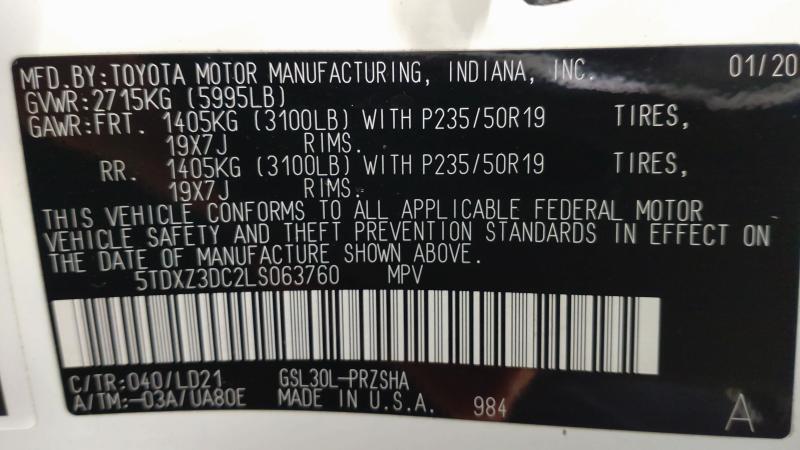 MFD.BY:TOYOTA MOTOR MANUFACTURING, INDIANA, INC. 01/20
GVWR:2715KG (5995LB)
GAWR:FRT. 1405KG (3100LB) WITH P235/50R19 TIRES,
19X7J RIMS.
RR. 1405KG (3100LB) WITH P235/50R19 TIRES,
19X7J RIMS.
THIS VEHICLE CONFORMS TO ALL APPLICABLE FEDERAL MOTOR
VEHICLE SAFETY AND THEFT PREVENTION STANDARDS IN EFFECT ON
THE DATE OF MANUFACTURE SHOWN ABOVE.
5TDXZ3DC2LS063760 MPV
C/TR:040/LD21 GSL30L-PRZSHA
A/TM:-03A/UA80E MADE IN U.S.A. 984 A